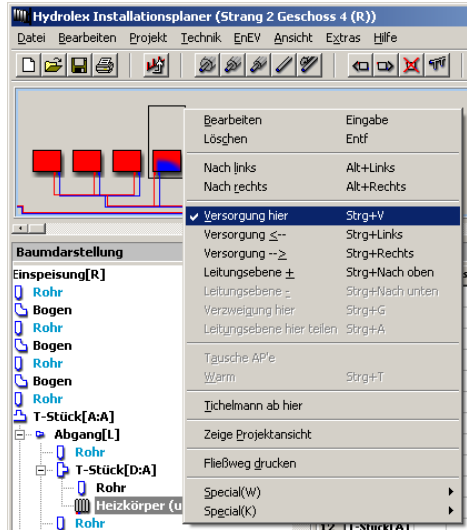 Hydrolex Installationsplaner (Strang 2 Geschoss 4 (R))
Datei Bearbeiten Projekt Technik EnEV Ansicht Extras Hilfe
Bearbeiten Eingabe
Löschen Entf
Nach links Alt+Links
Nach rechts Alt+Rechts
Versorgung hier Strg+V
Versorgung <-- Strg+Links
Versorgung --> Strg+Rechts
Leitungsebene + Strg+Nach oben
Leitungsebene - Strg+Nach unten
Verzweigung hier Strg+G
Leitungsebene hier teilen Strg+A
Tausche AP'e
Warm Strg+T
Tichelmann ab hier
Zeige Projektansicht
Fließweg drucken
Special(W)
Special(K)
Baumdarstellung
Einspeisung[R]
Rohr
Bogen
Rohr
Bogen
Rohr
Bogen
Rohr
T-Stück[A:A]
Abgang[L]
Rohr
T-Stück[D:A]
Rohr
Heizkörper (u
Rohr
12 T-Stück[A]